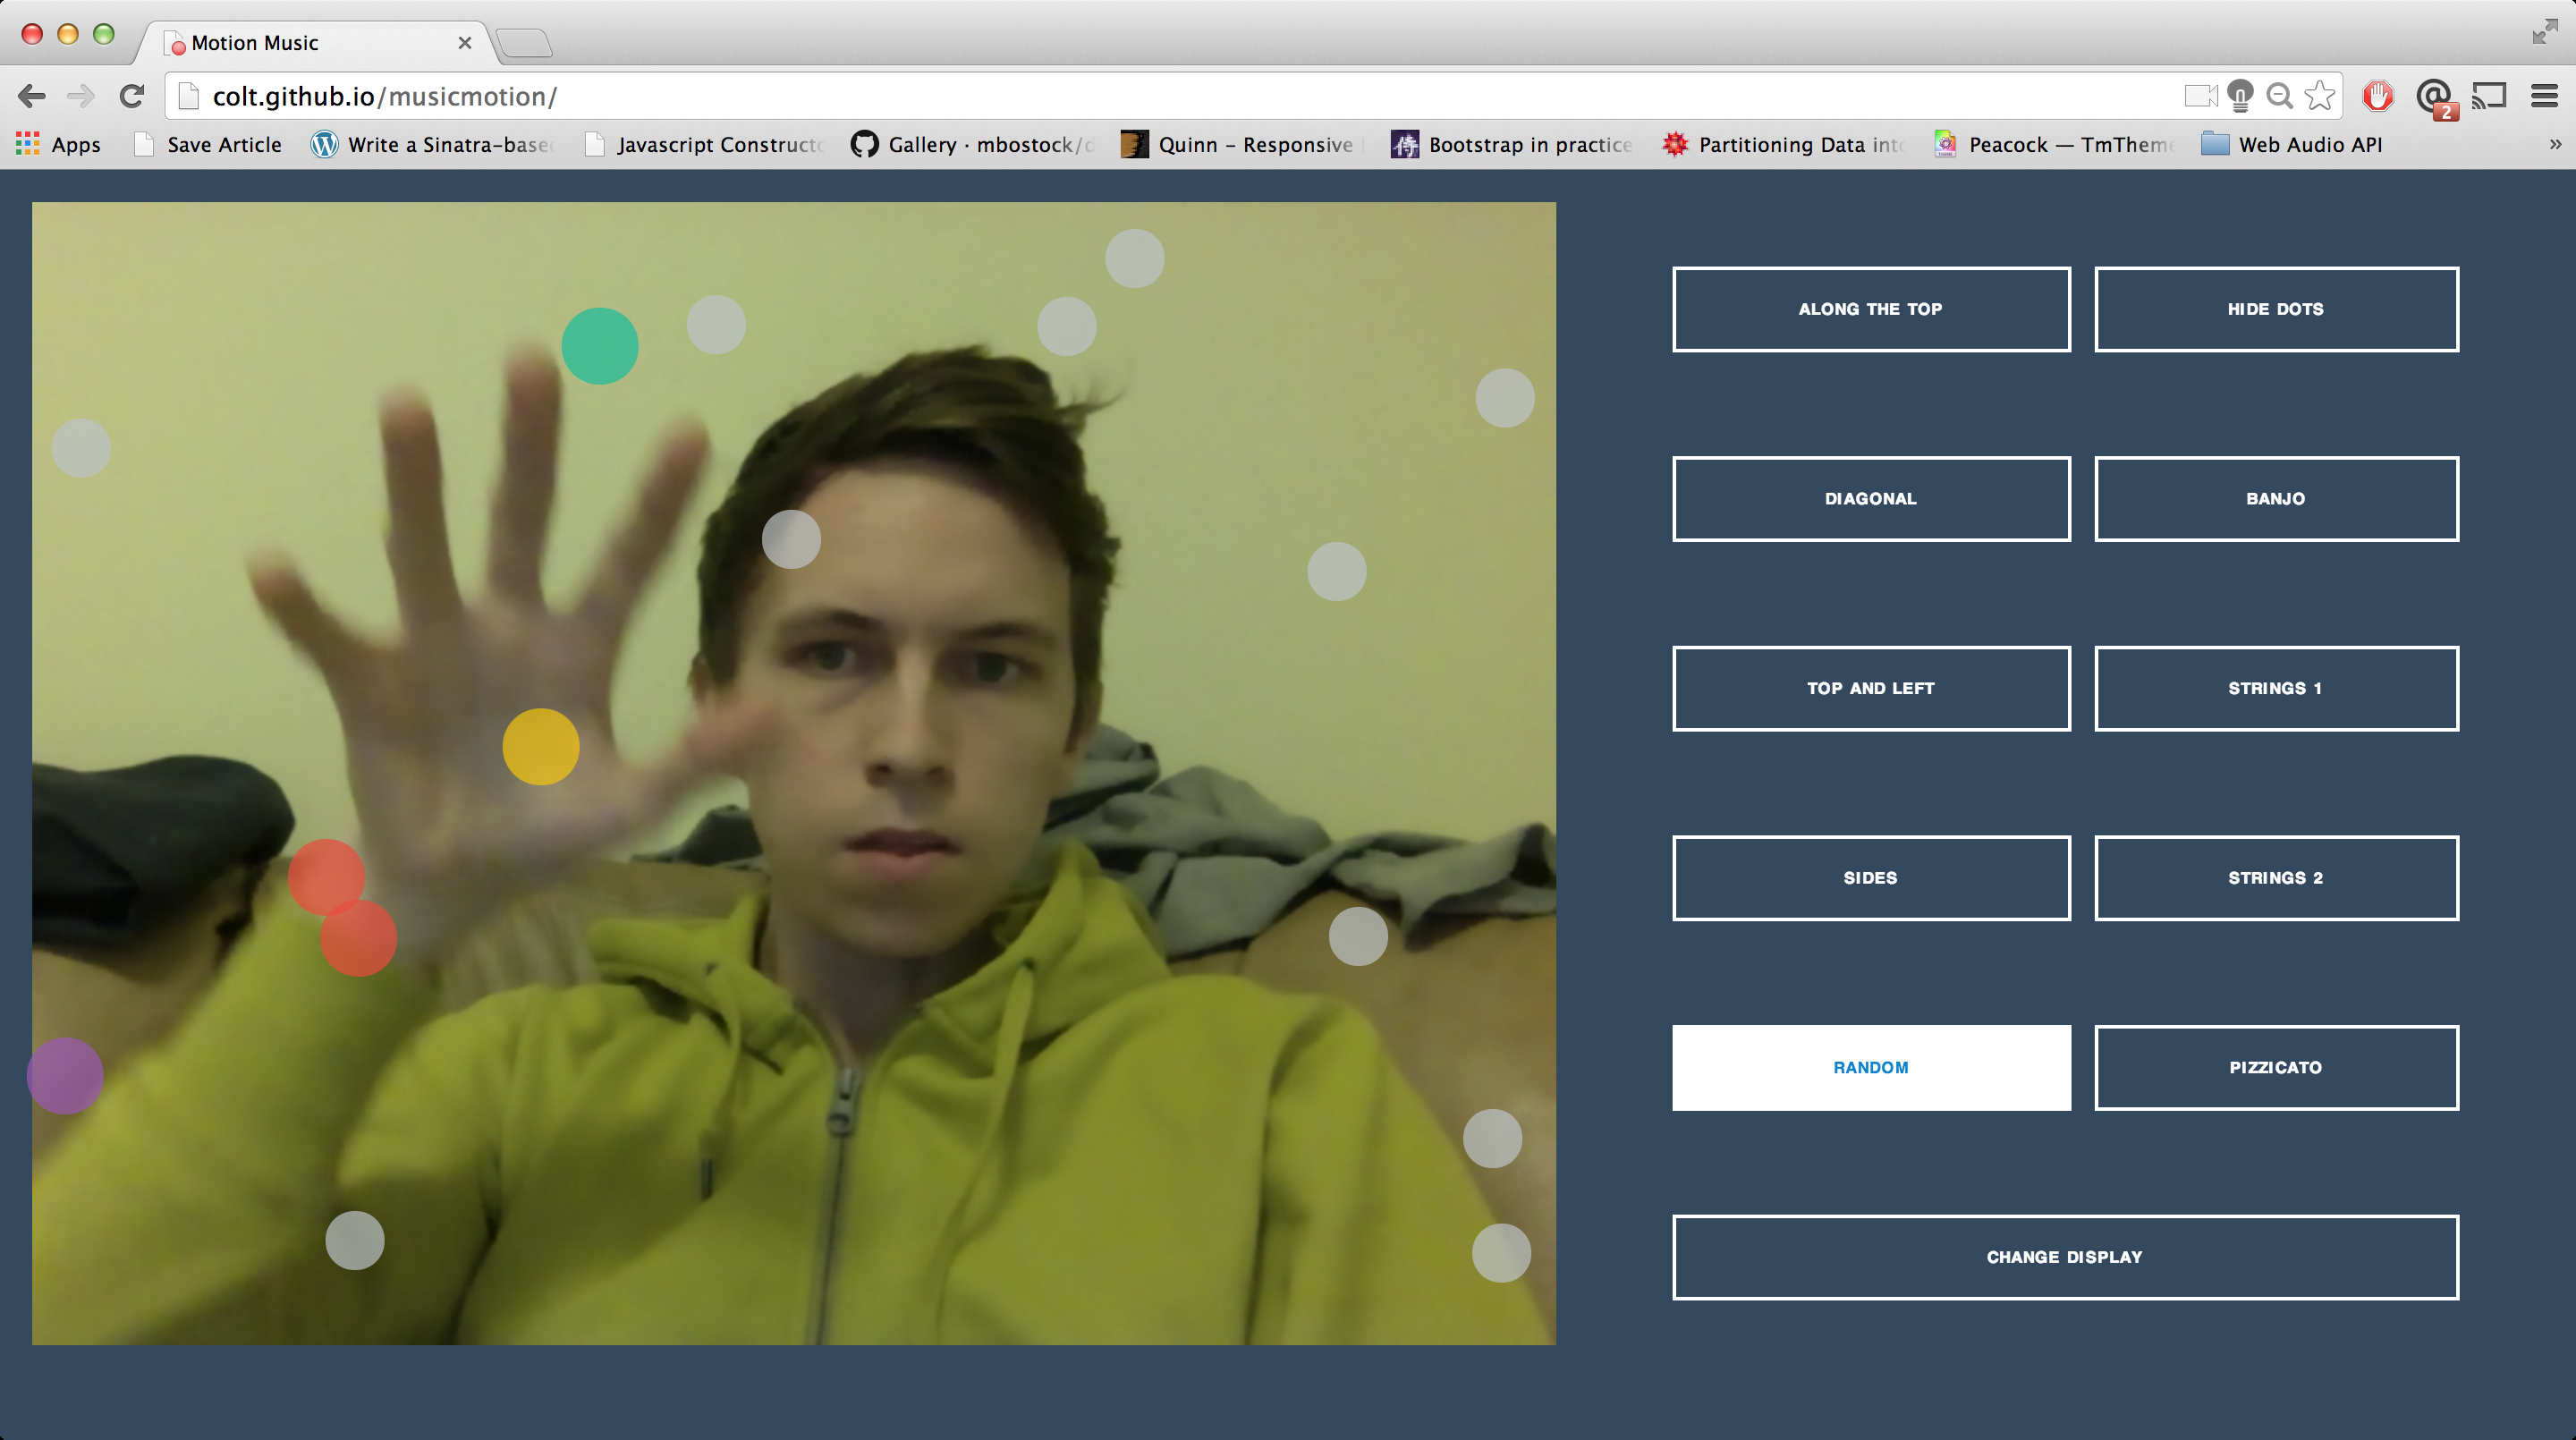 Motion Music
colt.github.io/musicmotion/
2
Apps
Save Article
Write a Sinatra-base
Javascript Constructo
Gallery · mbostock/d
Quinn – Responsive
Bootstrap in practice
Partitioning Data into
Peacock — TmTheme
Web Audio API
»
ALONG THE TOP
HIDE DOTS
DIAGONAL
BANJO
TOP AND LEFT
STRINGS 1
SIDES
STRINGS 2
RANDOM
PIZZICATO
CHANGE DISPLAY